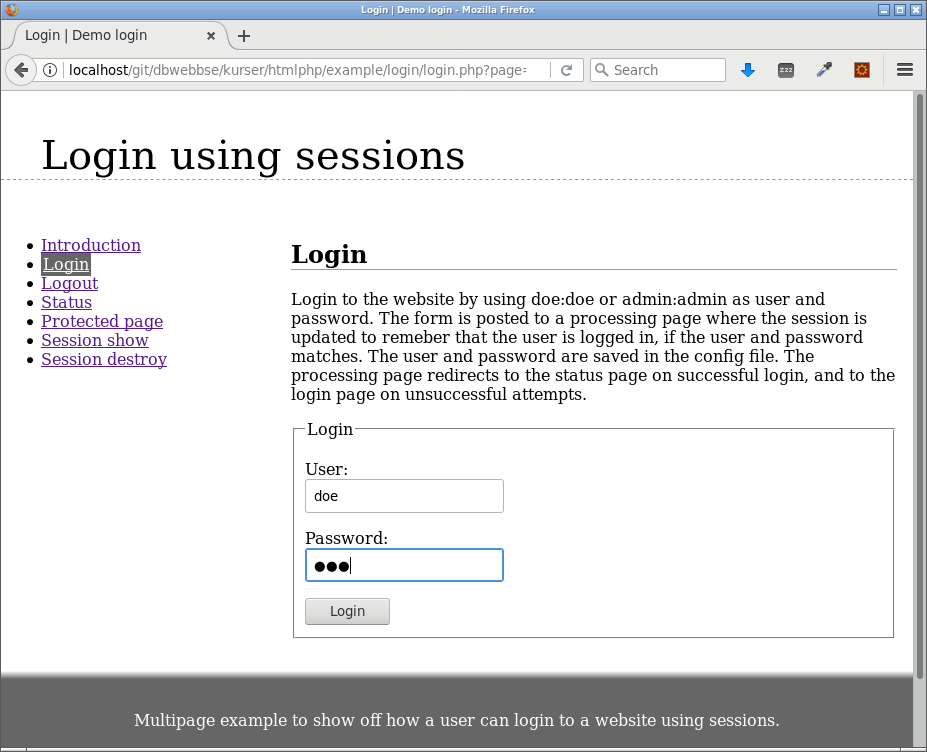 Login | Demo login - Mozilla Firefox
Login | Demo login
localhost/git/dbwebbse/kurser/htmlphp/example/login/login.php?page=
Search
zzz
Login using sessions
Introduction
Login
Logout
Status
Protected page
Session show
Session destroy
Login
Login to the website by using doe:doe or admin:admin as user and
password. The form is posted to a processing page where the session is
updated to remeber that the user is logged in, if the user and password
matches. The user and password are saved in the config file. The
processing page redirects to the status page on successful login, and to the
login page on unsuccessful attempts.
Login
User:
doe
Password:
●●●
Login
Multipage example to show off how a user can login to a website using sessions.